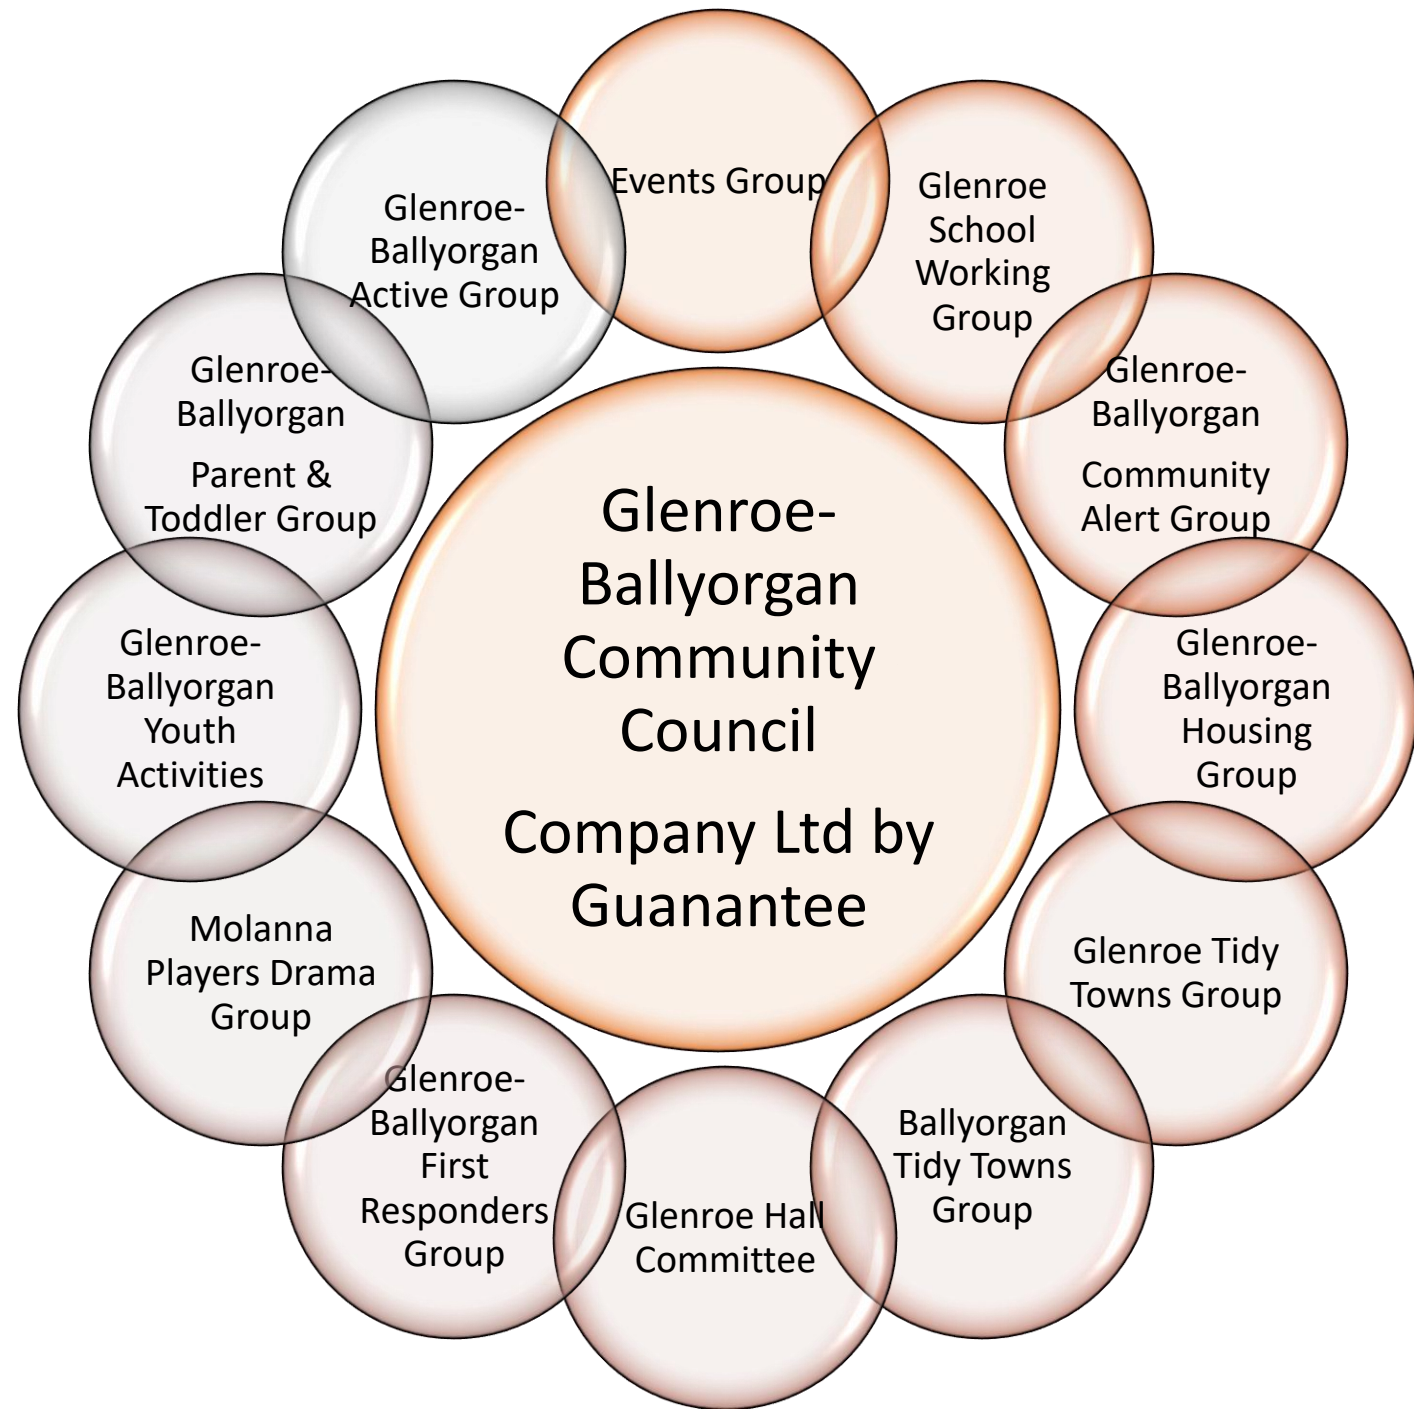 Events Group
Glenroe
School
Working
Group
Glenroe-
Ballyorgan
Community
Alert Group
Glenroe-
Ballyorgan
Housing
Group
Glenroe Tidy
Towns Group
Ballyorgan
Tidy Towns
Group
Glenroe Hall
Committee
Glenroe-
Ballyorgan
First
Responders
Group
Molanna
Players Drama
Group
Glenroe-
Ballyorgan
Youth
Activities
Glenroe-
Ballyorgan
Parent &
Toddler Group
Glenroe-
Ballyorgan
Active Group
Glenroe-
Ballyorgan
Community
Council
Company Ltd by
Guanantee